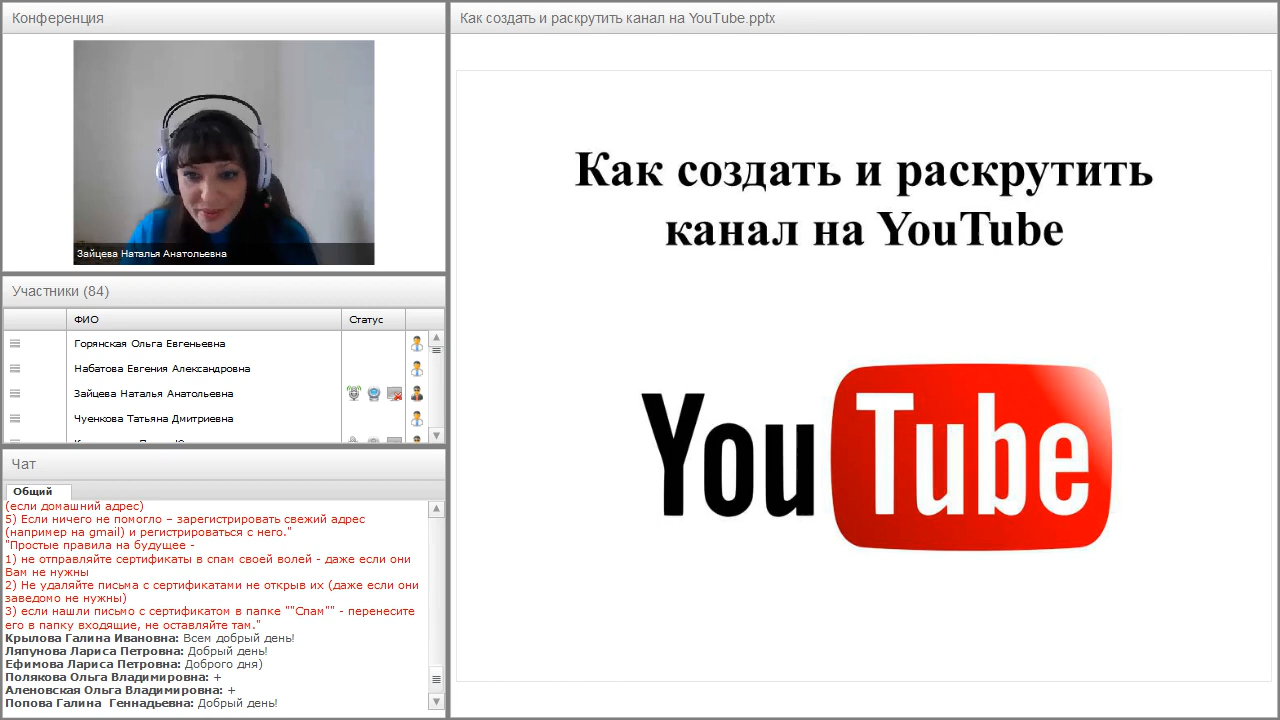 Конференция
Зайцева Наталья Анатольевна
Участники (84)
ФИО
Статус
Горянская Ольга Евгеньевна
Набатова Евгения Александровна
Зайцева Наталья Анатольевна
Чуенкова Татьяна Дмитриевна
Чат
Общий
(если домашний адрес)
5) Если ничего не помогло – зарегистрировать свежий адрес
(например на gmail) и регистрироваться с него."
"Простые правила на будущее -
1) не отправляйте сертификаты в спам своей волей - даже если они
Вам не нужны
2) Не удаляйте письма с сертификатами не открыв их (даже если они
заведомо не нужны)
3) если нашли письмо с сертификатом в папке ""Спам"" - перенесите
его в папку входящие, не оставляйте там."
Крылова Галина Ивановна: Всем добрый день!
Ляпунова Лариса Петровна: Добрый день!
Ефимова Лариса Петровна: Доброго дня)
Полякова Ольга Владимировна: +
Аленовская Ольга Владимировна: +
Попова Галина Геннадьевна: Добрый день!
Как создать и раскрутить канал на YouTube.pptx
Как создать и раскрутить
канал на YouTube
YouTube